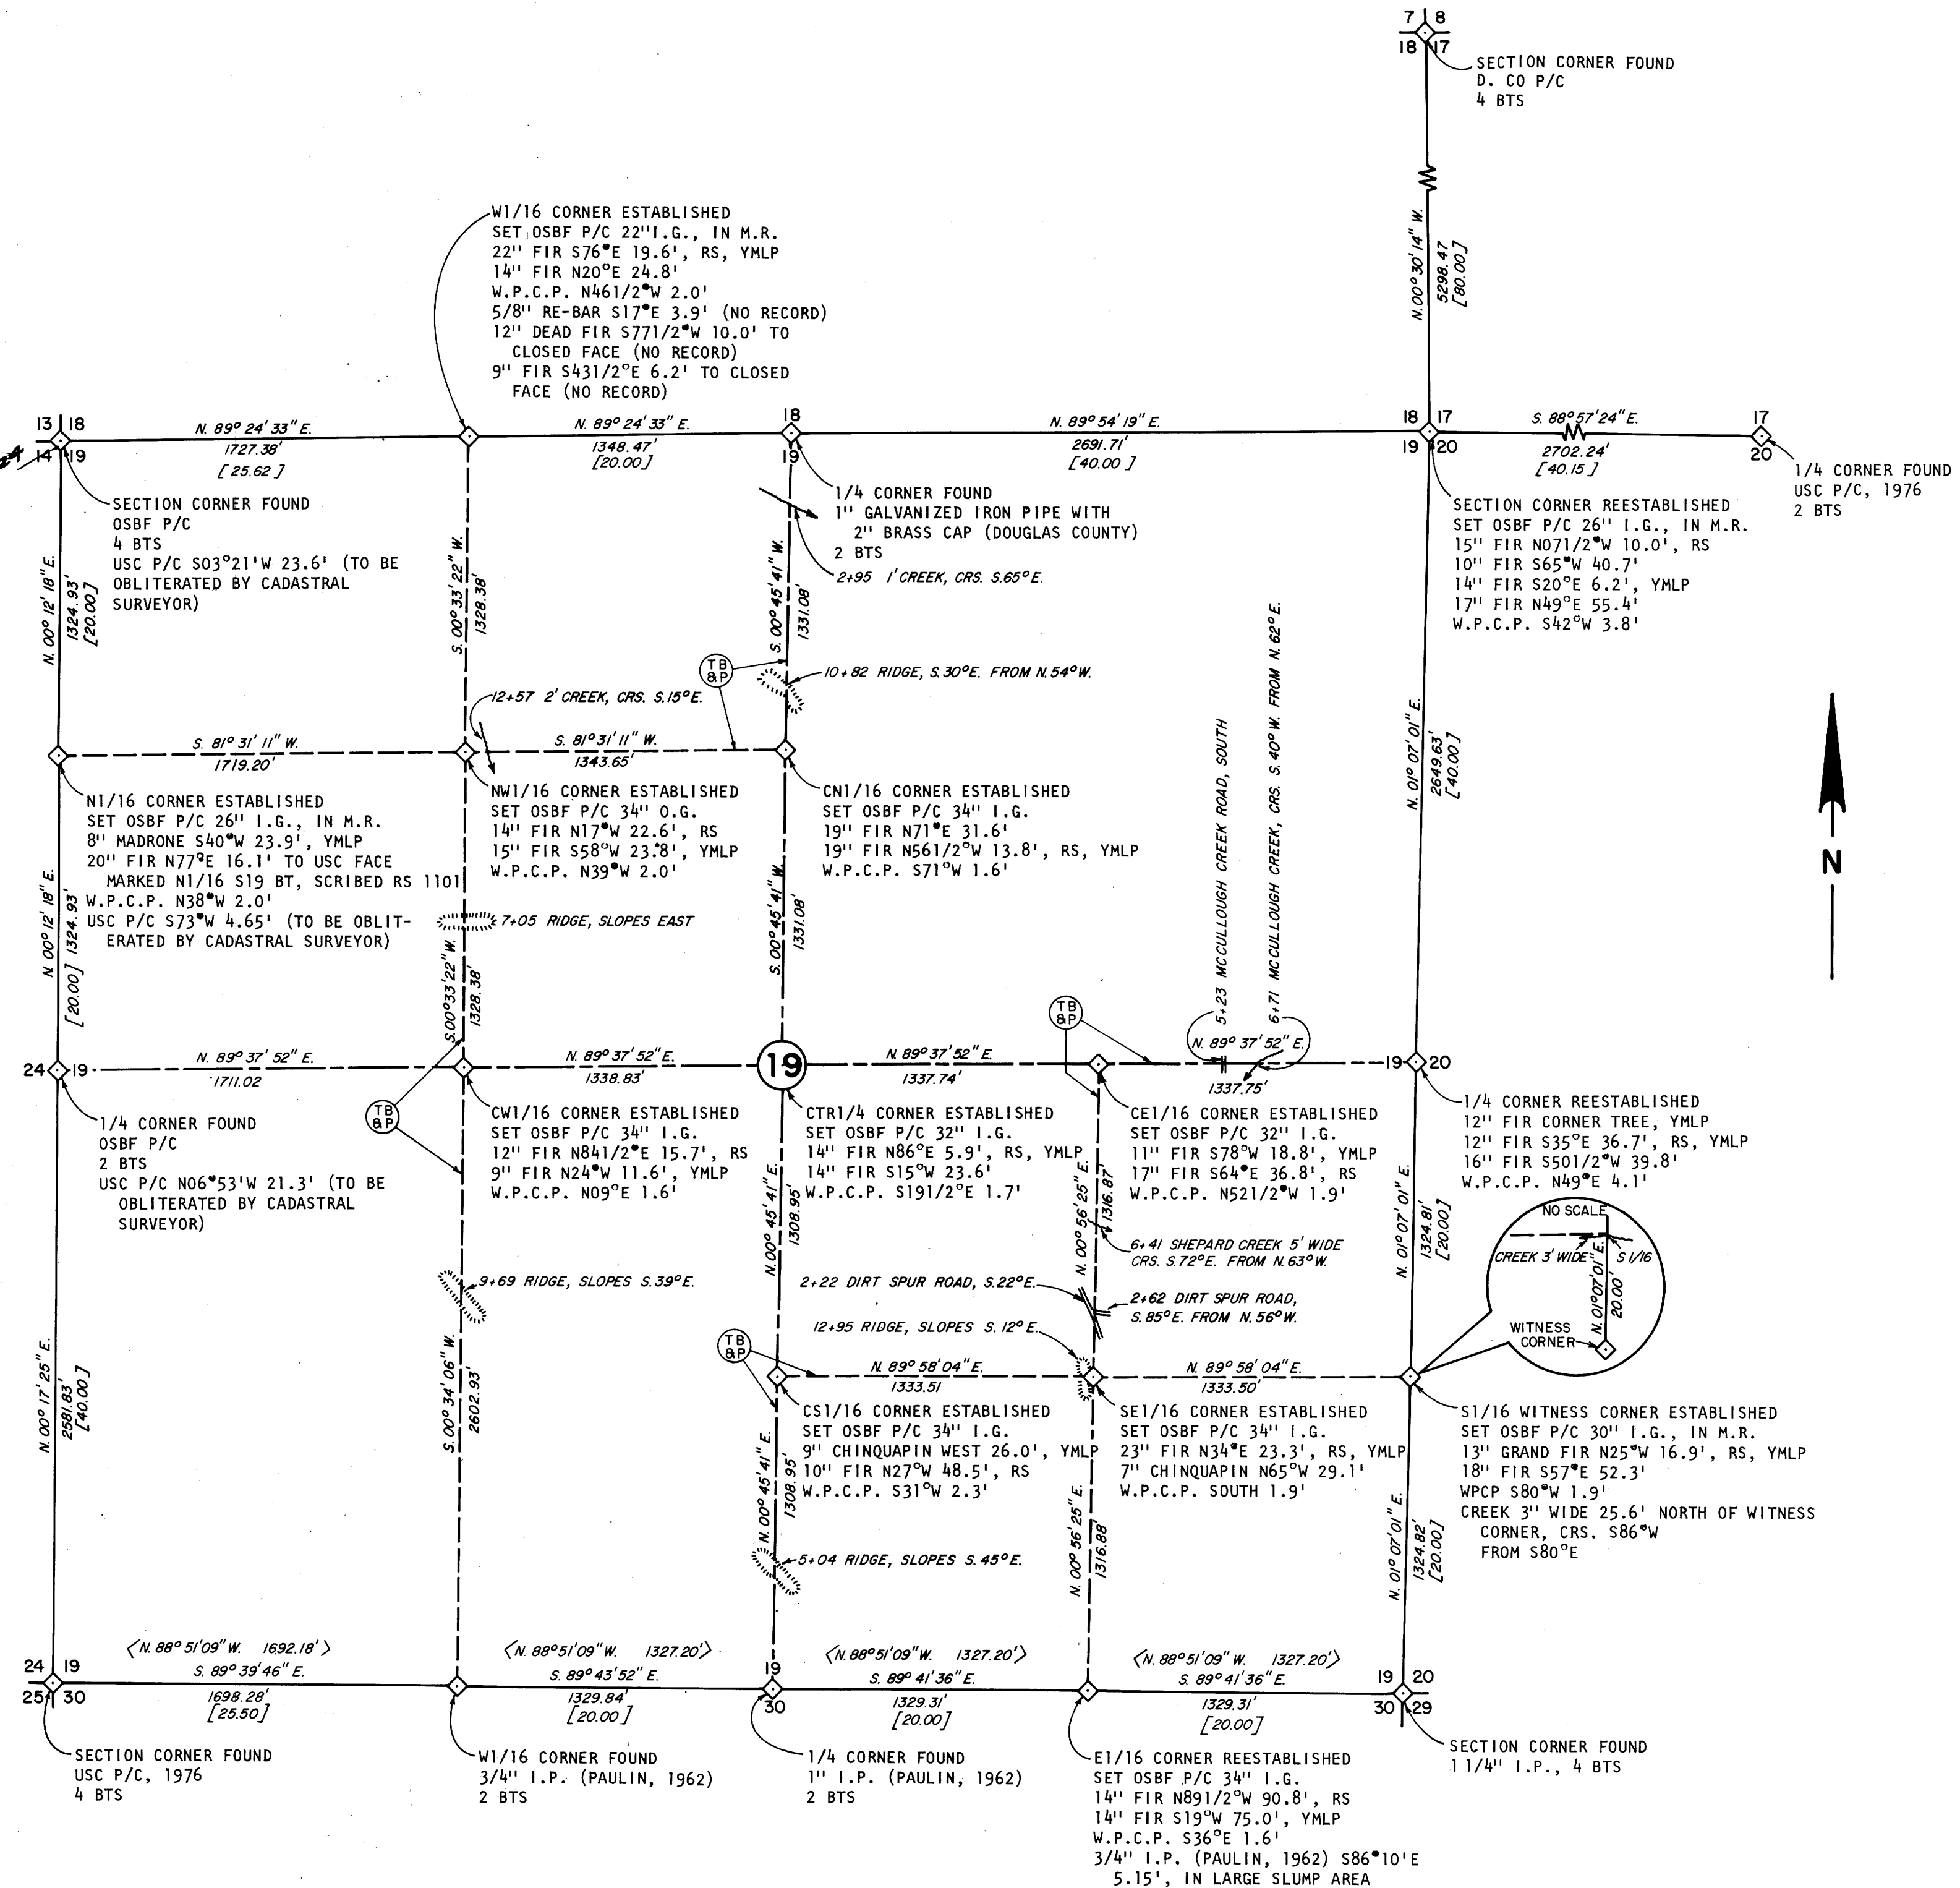 7 8
18 17
SECTION CORNER FOUND
D. CO P/C
4 BTS
N.00° 30' 14" W.
5298.47
[80.00]
W1/16 CORNER ESTABLISHED
SET OSBF P/C 22" I.G., IN M.R.
22" FIR S76°E 19.6', RS, YMLP
14" FIR N20°E 24.8'
W.P.C.P. N461/2°W 2.0'
5/8" RE-BAR S17°E 3.9' (NO RECORD)
12" DEAD FIR S771/2°W 10.0' TO
CLOSED FACE (NO RECORD)
9" FIR S431/2°E 6.2' TO CLOSED
FACE (NO RECORD)
13 18
24 14 19
N. 89° 24' 33" E.
1727.38'
[25.62]
N. 89° 24' 33" E.
1348.47'
[20.00]
18
19
N. 89° 54' 19" E.
2691.71'
[40.00]
18 17
19 20
S. 88° 57' 24" E.
2702.24'
[40.15]
17
20
1/4 CORNER FOUND
USC P/C, 1976
2 BTS
SECTION CORNER FOUND
OSBF P/C
4 BTS
USC P/C S03°21'W 23.6' (TO BE
OBLITERATED BY CADASTRAL
SURVEYOR)
1/4 CORNER FOUND
1" GALVANIZED IRON PIPE WITH
2" BRASS CAP (DOUGLAS COUNTY)
2 BTS
2+95 1' CREEK, CRS. S.65°E.
SECTION CORNER REESTABLISHED
SET OSBF P/C 26" I.G., IN M.R.
15" FIR N071/2°W 10.0', RS
10" FIR S65°W 40.7'
14" FIR S20°E 6.2', YMLP
17" FIR N49°E 55.4'
W.P.C.P. S42°W 3.8'
N. 00° 12' 18" E.
1324.93'
[20.00]
S. 00° 33' 22" W.
1328.38'
S. 00° 45' 41" W.
1331.08'
TB
&P
10+82 RIDGE, S.30°E. FROM N.54°W.
12+57 2' CREEK, CRS. S.15°E.
5+23 MCCULLOUGH CREEK ROAD, SOUTH
6+71 MCCULLOUGH CREEK, CRS. S.40°W. FROM N.62°E.
N. 01° 07' 01" E.
2649.63'
[40.00]
N
S. 81° 31' 11" W.
1719.20'
S. 81° 31' 11" W.
1343.65'
N1/16 CORNER ESTABLISHED
SET OSBF P/C 26" I.G., IN M.R.
8" MADRONE S40°W 23.9', YMLP
20" FIR N77°E 16.1' TO USC FACE
MARKED N1/16 S19 BT, SCRIBED RS 1101
W.P.C.P. N38°W 2.0'
USC P/C S73°W 4.65' (TO BE OBLIT-
ERATED BY CADASTRAL SURVEYOR)
NW1/16 CORNER ESTABLISHED
SET OSBF P/C 34" O.G.
14" FIR N17°W 22.6', RS
15" FIR S58°W 23.8', YMLP
W.P.C.P. N39°W 2.0'
CN1/16 CORNER ESTABLISHED
SET OSBF P/C 34" I.G.
19" FIR N71°E 31.6'
19" FIR N561/2°W 13.8', RS, YMLP
W.P.C.P. S71°W 1.6'
7+05 RIDGE, SLOPES EAST
N. 00° 12' 18" E.
[20.00] 1324.93'
S.00°33'22" W.
1328.38'
S. 00° 45' 41" W.
1331.08'
TB
&P
24 19
N. 89° 37' 52" E.
1711.02
N. 89° 37' 52" E.
1338.83'
19
N. 89° 37' 52" E.
1337.74'
N. 89° 37' 52" E.
1337.75'
19 20
1/4 CORNER FOUND
OSBF P/C
2 BTS
USC P/C N06°53'W 21.3' (TO BE
OBLITERATED BY CADASTRAL
SURVEYOR)
TB
&P
CW1/16 CORNER ESTABLISHED
SET OSBF P/C 34" I.G.
12" FIR N841/2°E 15.7', RS
9" FIR N24°W 11.6', YMLP
W.P.C.P. N09°E 1.6'
CTR1/4 CORNER ESTABLISHED
SET OSBF P/C 32" I.G.
14" FIR N86°E 5.9', RS, YMLP
14" FIR S15°W 23.6'
W.P.C.P. S191/2°E 1.7'
CE1/16 CORNER ESTABLISHED
SET OSBF P/C 32" I.G.
11" FIR S78°W 18.8', YMLP
17" FIR S64°E 36.8', RS
W.P.C.P. N521/2°W 1.9'
1/4 CORNER REESTABLISHED
12" FIR CORNER TREE, YMLP
12" FIR S35°E 36.7', RS, YMLP
16" FIR S501/2°W 39.8'
W.P.C.P. N49°E 4.1'
NO SCALE
CREEK 3' WIDE
S 1/16
N. 01°07'01" E.
20.00'
WITNESS
CORNER
N. 00° 45' 41" E.
1308.95'
N. 00° 56' 25" E.
1316.87'
N. 01° 07' 01" E.
1324.81'
[20.00]
6+41 SHEPARD CREEK 5' WIDE
CRS. S.72°E. FROM N.63°W.
2+22 DIRT SPUR ROAD, S.22°E.
2+62 DIRT SPUR ROAD,
S.85°E. FROM N.56°W.
12+95 RIDGE, SLOPES S. 12°E.
9+69 RIDGE, SLOPES S.39°E.
TB
&P
N. 00° 17' 25" E.
2581.83'
[40.00]
S. 00° 34' 06" W.
2602.93'
N. 89° 58' 04" E.
1333.51
N. 89° 58' 04" E.
1333.50'
CS1/16 CORNER ESTABLISHED
SET OSBF P/C 34" I.G.
9" CHINQUAPIN WEST 26.0', YMLP
10" FIR N27°W 48.5', RS
W.P.C.P. S31°W 2.3'
SE1/16 CORNER ESTABLISHED
SET OSBF P/C 34" I.G.
23" FIR N34°E 23.3', RS, YMLP
7" CHINQUAPIN N65°W 29.1'
W.P.C.P. SOUTH 1.9'
S1/16 WITNESS CORNER ESTABLISHED
SET OSBF P/C 30" I.G., IN M.R.
13" GRAND FIR N25°W 16.9', RS, YMLP
18" FIR S57°E 52.3'
WPCP S80°W 1.9'
CREEK 3" WIDE 25.6' NORTH OF WITNESS
CORNER, CRS. S86°W
FROM S80°E
N. 00° 45' 41" E.
1308.95'
5+04 RIDGE, SLOPES S.45°E.
N. 00° 56' 25" E.
1316.88'
N. 01° 07' 01" E.
1324.82'
[20.00]
<N. 88° 51' 09" W. 1692.18'>
<N. 88° 51' 09" W. 1327.20'>
<N. 88° 51' 09" W. 1327.20'>
<N. 88° 51' 09" W. 1327.20'>
24 19
25 30
S. 89° 39' 46" E.
1698.28'
[25.50]
S. 89° 43' 52" E.
1329.84'
[20.00]
19
30
S. 89° 41' 36" E.
1329.31'
[20.00]
S. 89° 41' 36" E.
1329.31'
[20.00]
19 20
30 29
SECTION CORNER FOUND
USC P/C, 1976
4 BTS
W1/16 CORNER FOUND
3/4" I.P. (PAULIN, 1962)
2 BTS
1/4 CORNER FOUND
1" I.P. (PAULIN, 1962)
2 BTS
E1/16 CORNER REESTABLISHED
SET OSBF P/C 34" I.G.
14" FIR N891/2°W 90.8', RS
14" FIR S19°W 75.0', YMLP
W.P.C.P. S36°E 1.6'
3/4" I.P. (PAULIN, 1962) S86°10'E
5.15', IN LARGE SLUMP AREA
SECTION CORNER FOUND
1 1/4" I.P., 4 BTS